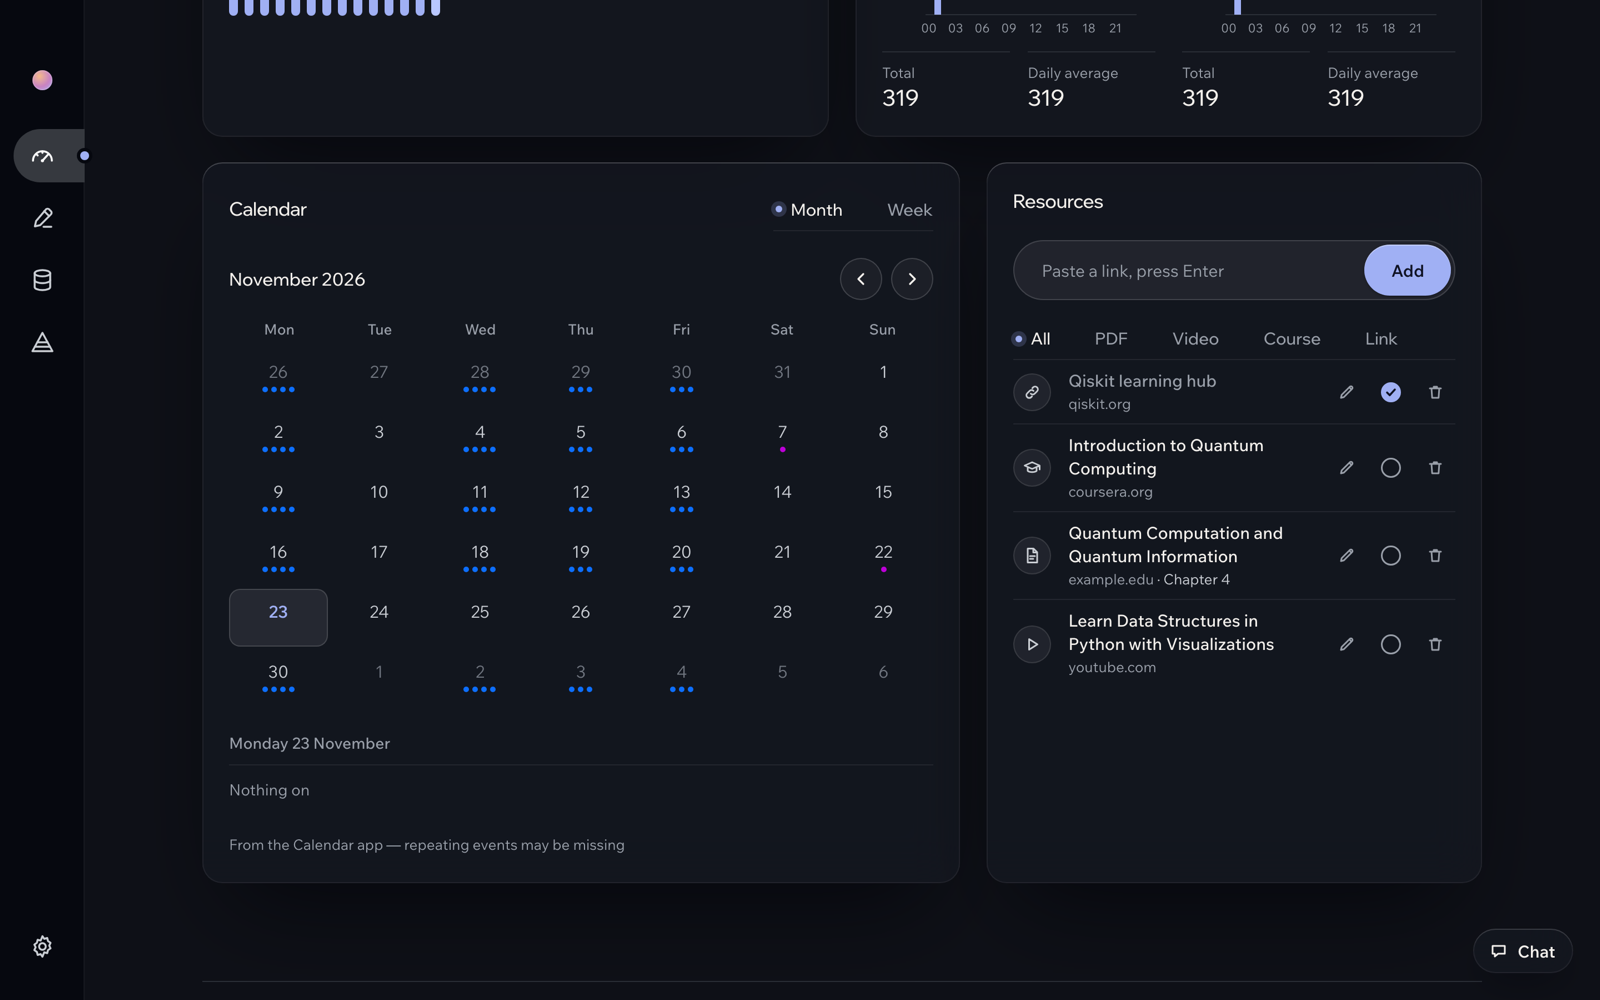 00 03 06 09 12 15 18 21
00 03 06 09 12 15 18 21
Total
319
Daily average
319
Total
319
Daily average
319
Calendar
Month Week
November 2026
Mon Tue Wed Thu Fri Sat Sun
26 27 28 29 30 31 1
2 3 4 5 6 7 8
9 10 11 12 13 14 15
16 17 18 19 20 21 22
23 24 25 26 27 28 29
30 1 2 3 4 5 6
Monday 23 November
Nothing on
From the Calendar app — repeating events may be missing
Resources
Paste a link, press Enter
Add
All PDF Video Course Link
Qiskit learning hub
qiskit.org
Introduction to Quantum
Computing
coursera.org
Quantum Computation and
Quantum Information
example.edu · Chapter 4
Learn Data Structures in
Python with Visualizations
youtube.com
Chat